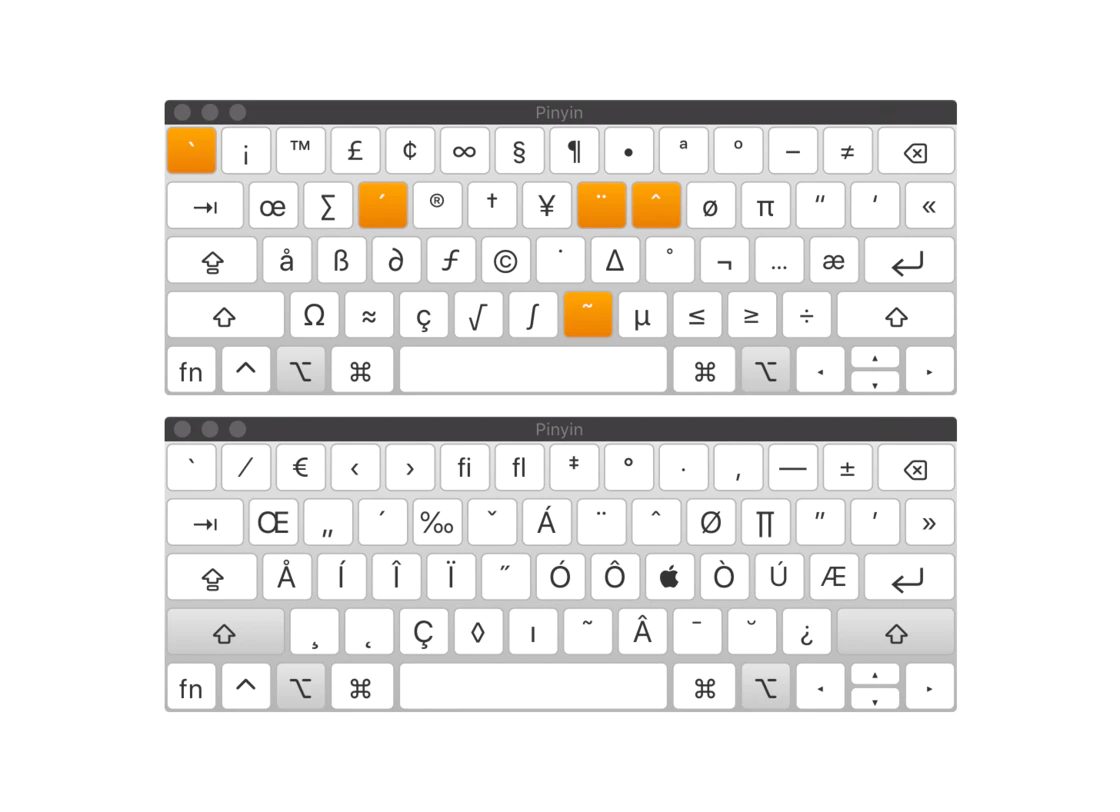 Pinyin
` ¡ ™ £ ¢ ∞ § ¶ • ª º – ≠ ⌫
⇥ œ ∑ ´ ® † ¥ ¨ ˆ ø π “ ‘ «
⇪ å ß ∂ ƒ © ˙ ∆ ˚ ¬ … æ ↵
⇧ Ω ≈ ç √ ∫ ˜ µ ≤ ≥ ÷ ⇧
fn ^ ⌥ ⌘ ⌘ ⌥ ◂ ▴ ▾ ▸
Pinyin
` ⁄ € ‹ › fi fl ‡ ° · ‚ — ± ⌫
⇥ Œ „ ´ ‰ ˇ Á ¨ ˆ Ø ∏ ” ’ »
⇪ Å Í Î Ï ˝ Ó Ô  Ò Ú Æ ↵
⇧ ¸ ˛ Ç ◊ ı ˜ Â ¯ ˘ ¿ ⇧
fn ^ ⌥ ⌘ ⌘ ⌥ ◂ ▴ ▾ ▸